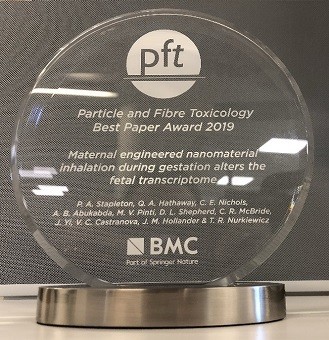 pft
Particle and Fibre Toxicology
Best Paper Award 2019
Maternal engineered nanomaterial
inhalation during gestation alters the
fetal transcriptome
P. A. Stapleton, Q. A. Hathaway, C. E. Nichols,
A. B. Abukabda, M. V. Pinti, D. L. Shepherd, C. R. McBride,
J. Yi, V. C. Castranova, J. M. Hollander & T. R. Nurkiewicz
BMC
Part of Springer Nature